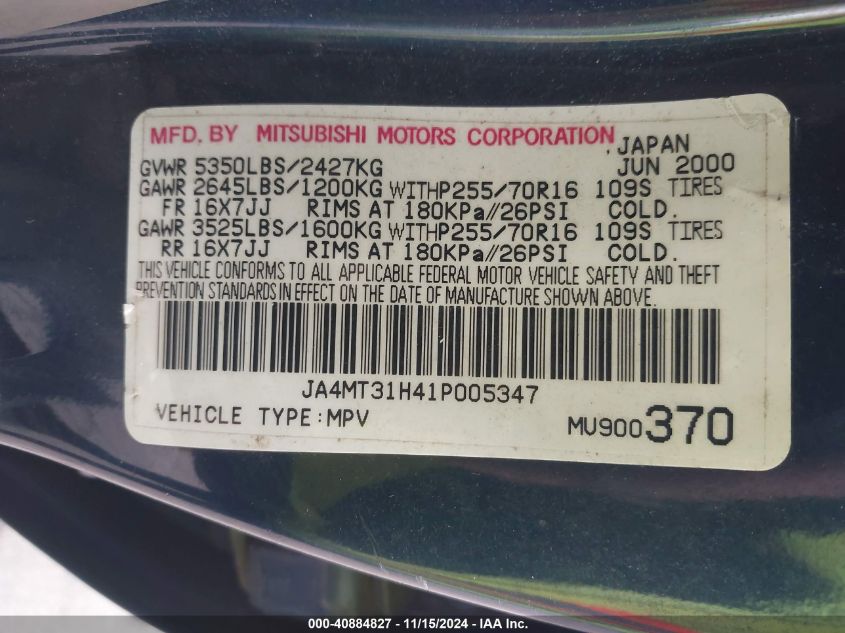 MFD. BY MITSUBISHI MOTORS CORPORATION JAPAN
GVWR 5350LBS/2427KG JUN 2000
GAWR 2645LBS/1200KG WITHP255/70R16 109S TIRES
FR 16X7JJ RIMS AT 180KPa//26PSI COLD.
GAWR 3525LBS/1600KG WITHP255/70R16 109S TIRES
RR 16X7JJ RIMS AT 180KPa//26PSI COLD.
THIS VEHICLE CONFORMS TO ALL APPLICABLE FEDERAL MOTOR VEHICLE SAFETY AND THEFT
PREVENTION STANDARDS IN EFFECT ON THE DATE OF MANUFACTURE SHOWN ABOVE.
JA4MT31H41P005347
VEHICLE TYPE:MPV MU900370
000-40884827 - 11/15/2024 - IAA Inc.